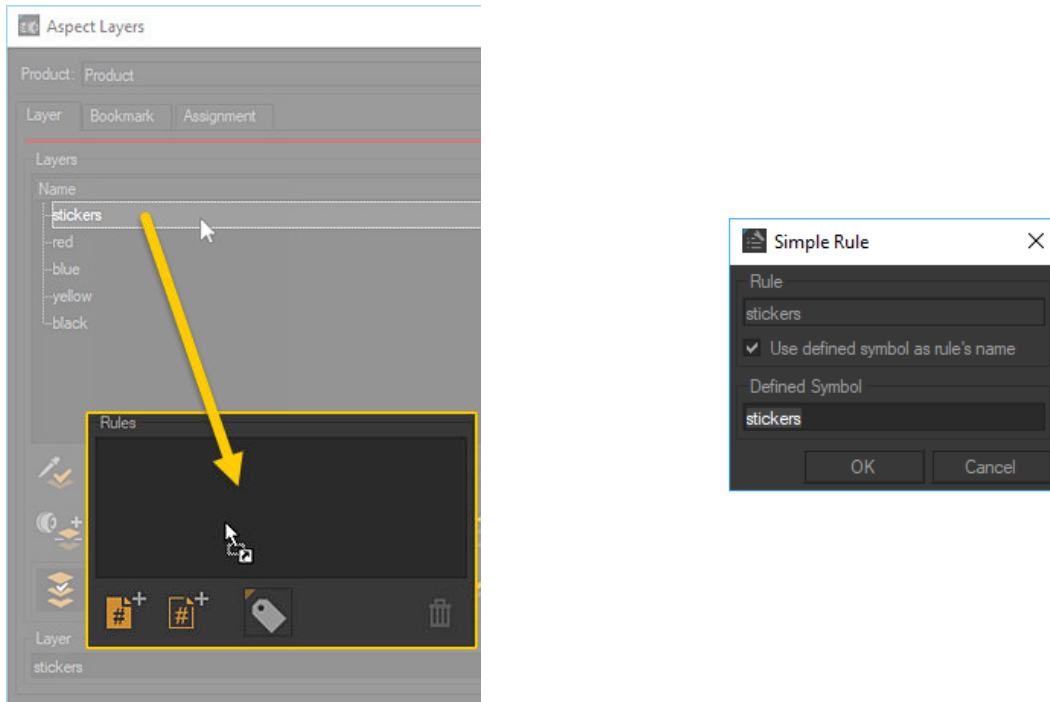 Aspect Layers
Product: Product
Layer Bookmark Assignment
Layers
Name
stickers
red
blue
yellow
black
Rules
Layer
stickers
Simple Rule
Rule
stickers
Use defined symbol as rule's name
Defined Symbol
stickers
OK Cancel